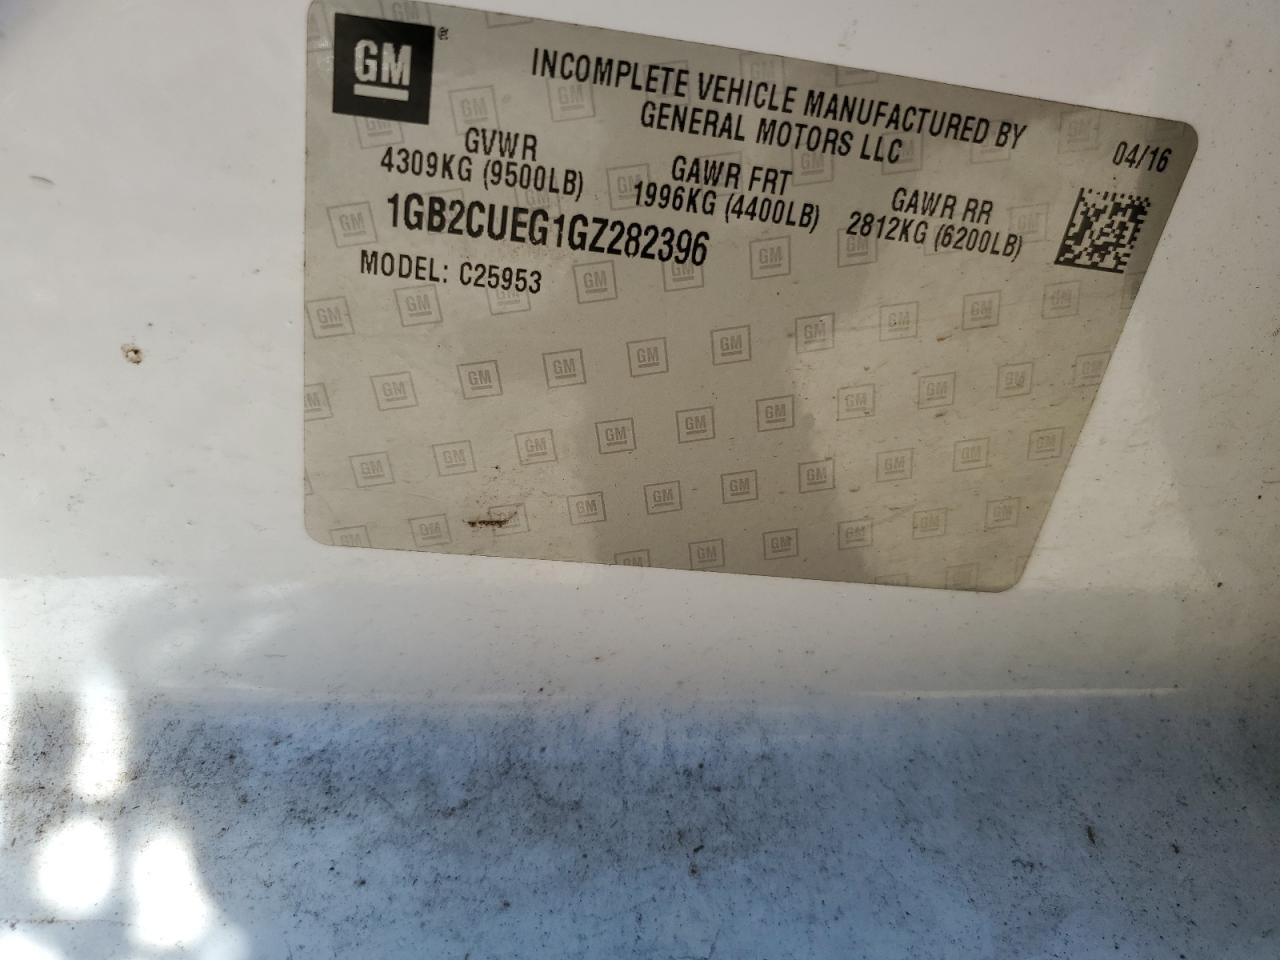 GM®
INCOMPLETE VEHICLE MANUFACTURED BY
GENERAL MOTORS LLC
04/16
GVWR
4309KG (9500LB)
GAWR FRT
1996KG (4400LB)
GAWR RR
2812KG (6200LB)
1GB2CUEG1GZ282396
MODEL: C25953